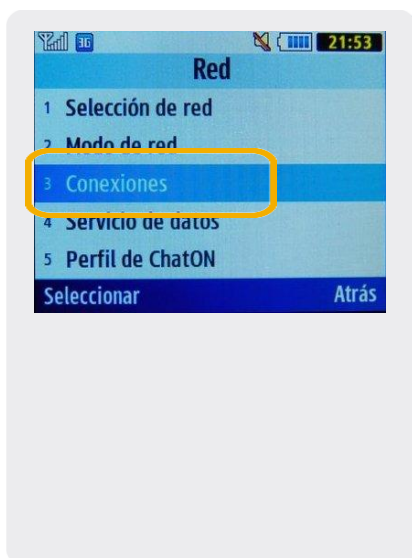 3G 21:53
Red
1 Selección de red
2 Modo de red
3 Conexiones
4 Servicio de datos
5 Perfil de ChatON
Seleccionar Atrás